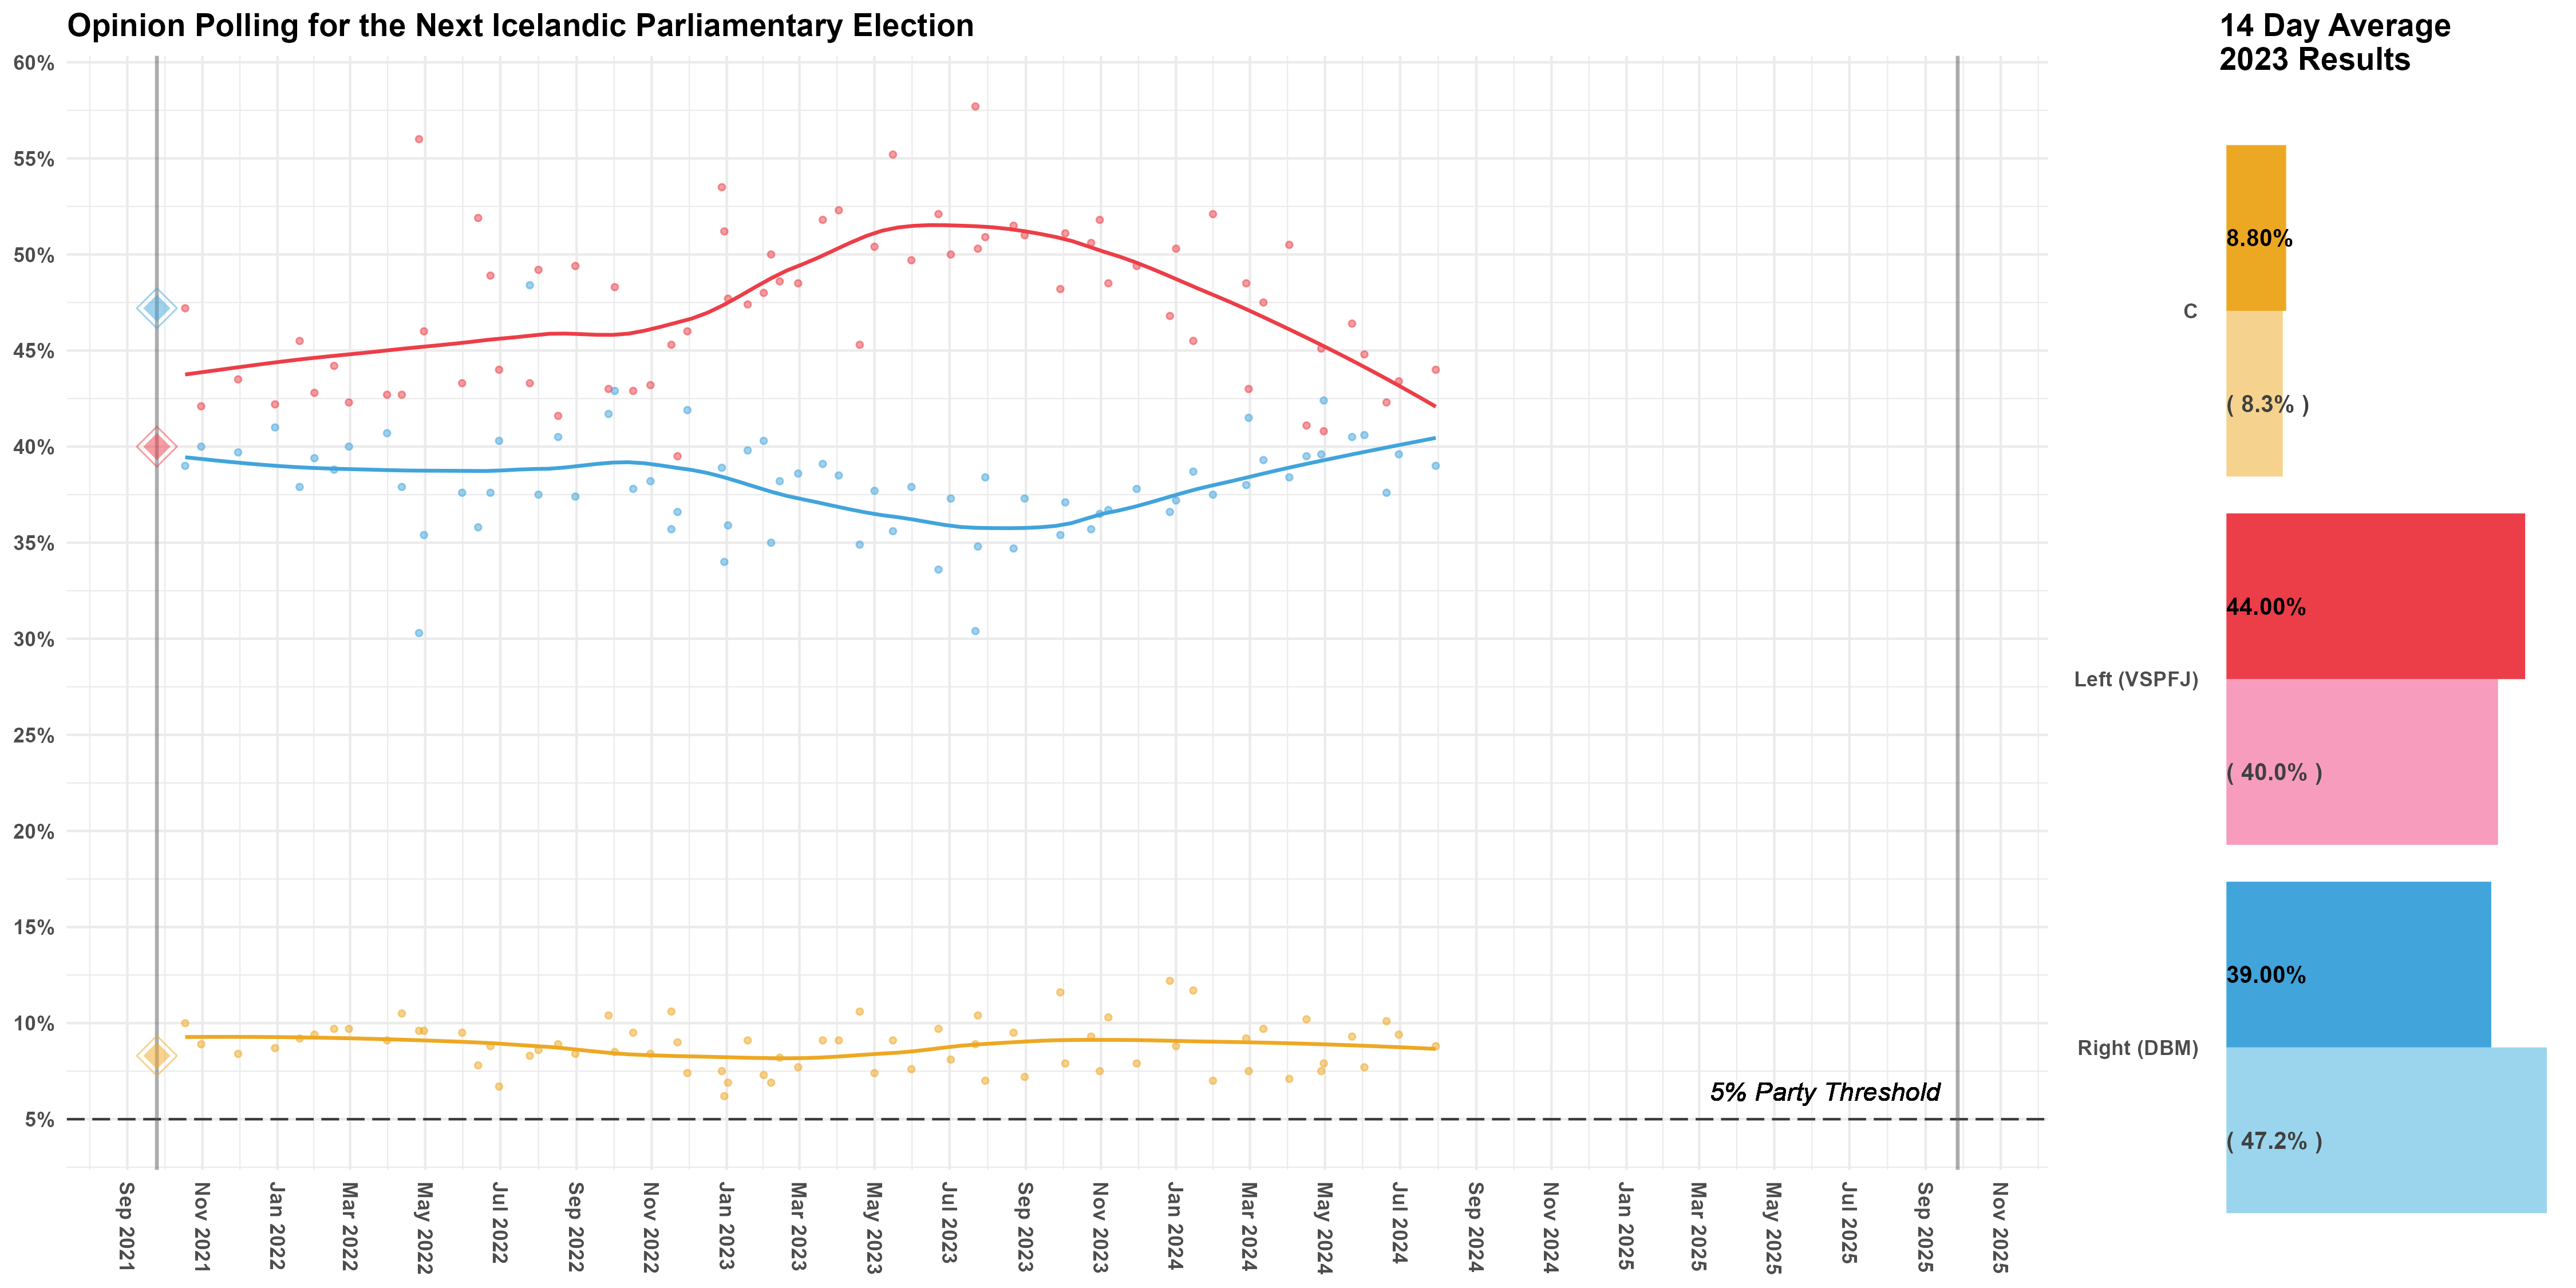 Opinion Polling for the Next Icelandic Parliamentary Election
14 Day Average
2023 Results
60%
55%
50%
45%
40%
35%
30%
25%
20%
15%
10%
5%
5% Party Threshold
Sep 2021
Nov 2021
Jan 2022
Mar 2022
May 2022
Jul 2022
Sep 2022
Nov 2022
Jan 2023
Mar 2023
May 2023
Jul 2023
Sep 2023
Nov 2023
Jan 2024
Mar 2024
May 2024
Jul 2024
Sep 2024
Nov 2024
Jan 2025
Mar 2025
May 2025
Jul 2025
Sep 2025
Nov 2025
C
8.80%
( 8.3% )
Left (VSPFJ)
44.00%
( 40.0% )
Right (DBM)
39.00%
( 47.2% )